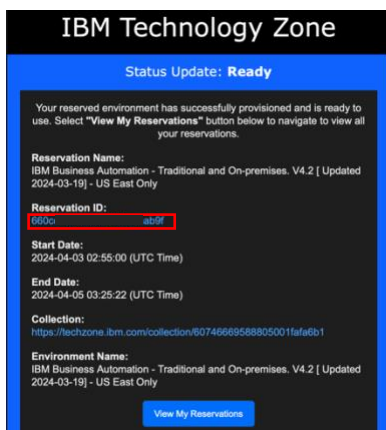 IBM Technology Zone
Status Update: Ready
Your reserved environment has successfully provisioned and is ready to
use. Select "View My Reservations" button below to navigate to view all
your reservations.
Reservation Name:
IBM Business Automation - Traditional and On-premises. V4.2 [ Updated
2024-03-19] - US East Only
Reservation ID:
660c ab9f
Start Date:
2024-04-03 02:55:00 (UTC Time)
End Date:
2024-04-05 03:25:22 (UTC Time)
Collection:
https://techzone.ibm.com/collection/60746669588805001fafa6b1
Environment Name:
IBM Business Automation - Traditional and On-premises. V4.2 [ Updated
2024-03-19] - US East Only
View My Reservations